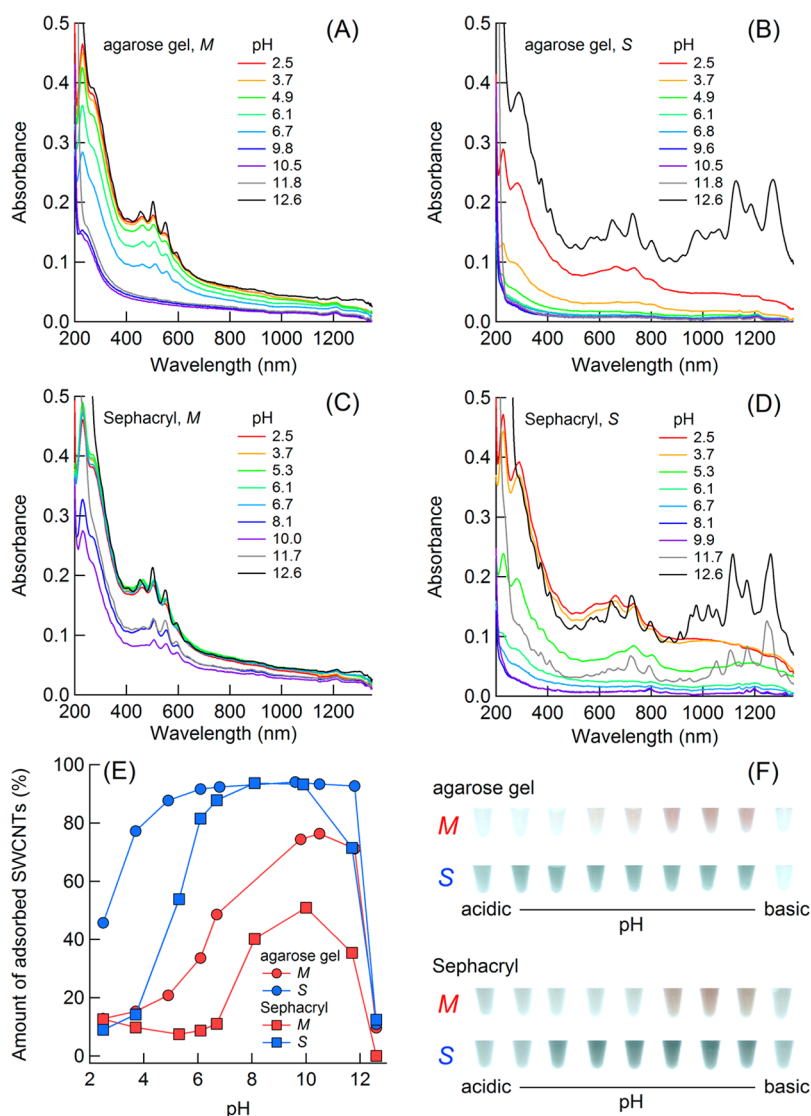 (A)
agarose gel, M
pH
2.5
3.7
4.9
6.1
6.7
9.8
10.5
11.8
12.6
Absorbance
0.5
0.4
0.3
0.2
0.1
0.0
200 400 600 800 1000 1200
Wavelength (nm)
(B)
agarose gel, S
pH
2.5
3.7
4.9
6.1
6.8
9.6
10.5
11.8
12.6
Absorbance
0.5
0.4
0.3
0.2
0.1
0.0
200 400 600 800 1000 1200
Wavelength (nm)
(C)
Sephacryl, M
pH
2.5
3.7
5.3
6.1
6.7
8.1
10.0
11.7
12.6
Absorbance
0.5
0.4
0.3
0.2
0.1
0.0
200 400 600 800 1000 1200
Wavelength (nm)
(D)
Sephacryl, S
pH
2.5
3.7
5.3
6.1
6.7
8.1
9.9
11.7
12.6
Absorbance
0.5
0.4
0.3
0.2
0.1
0.0
200 400 600 800 1000 1200
Wavelength (nm)
(E)
Amount of adsorbed SWCNTs (%)
100
80
60
40
20
0
agarose gel
M
S
Sephacryl
M
S
2 4 6 8 10 12
pH
(F)
agarose gel
M
S
acidic basic
pH
Sephacryl
M
S
acidic basic
pH